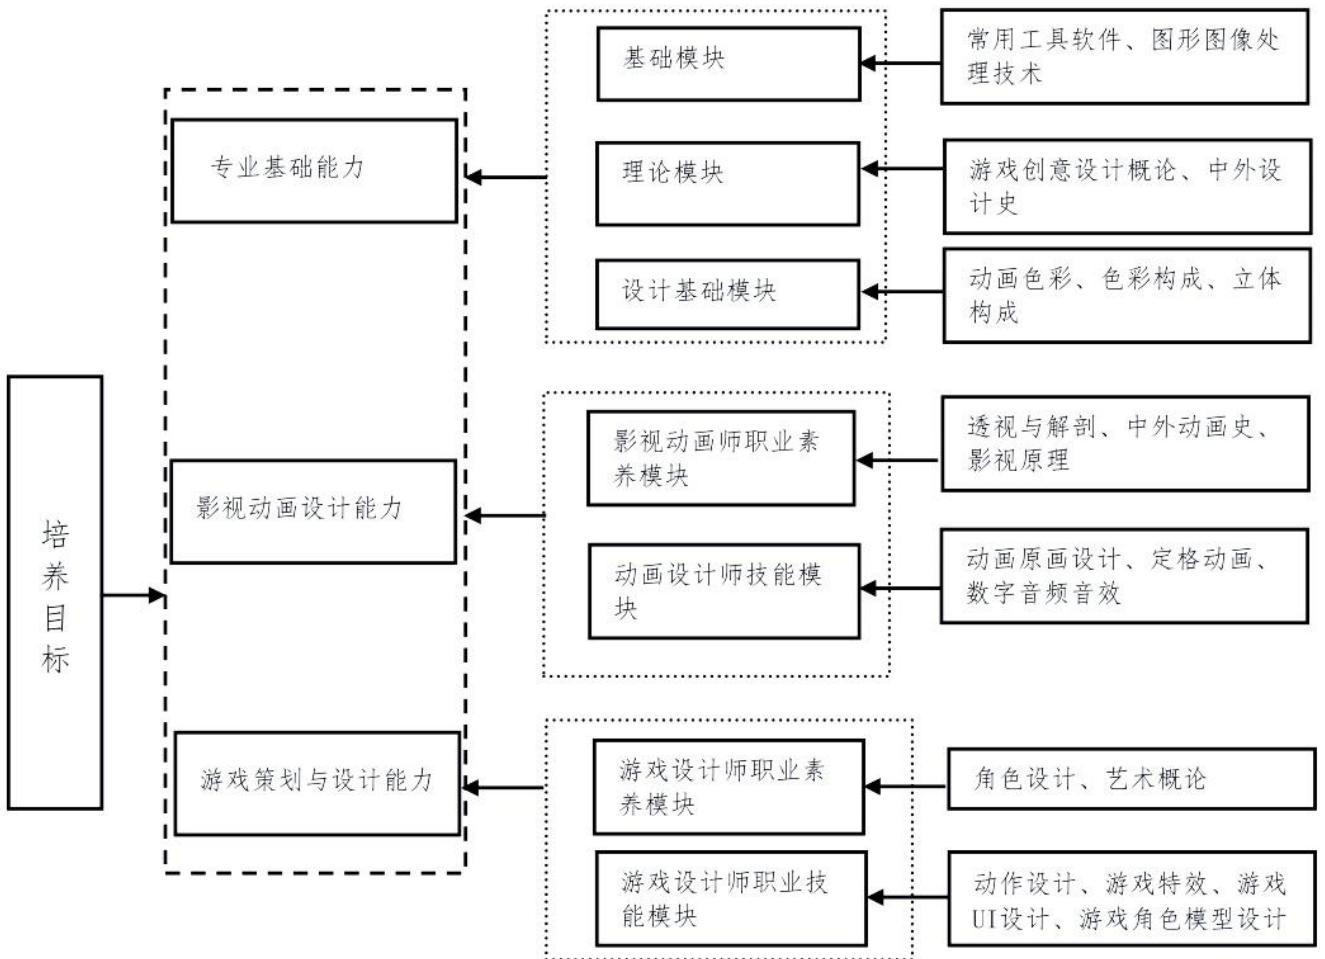 基础模块
常用工具软件、图形图像处
理技术
专业基础能力
理论模块
游戏创意设计概论、中外设
计史
设计基础模块
动画色彩、色彩构成、立体
构成
培
养
目
标
影视动画设计能力
影视动画师职业素
养模块
透视与解剖、中外动画史、
影视原理
动画设计师技能模
块
动画原画设计、定格动画、
数字音频音效
游戏策划与设计能力
游戏设计师职业素
养模块
角色设计、艺术概论
游戏设计师职业技
能模块
动作设计、游戏特效、游戏
UI设计、游戏角色模型设计